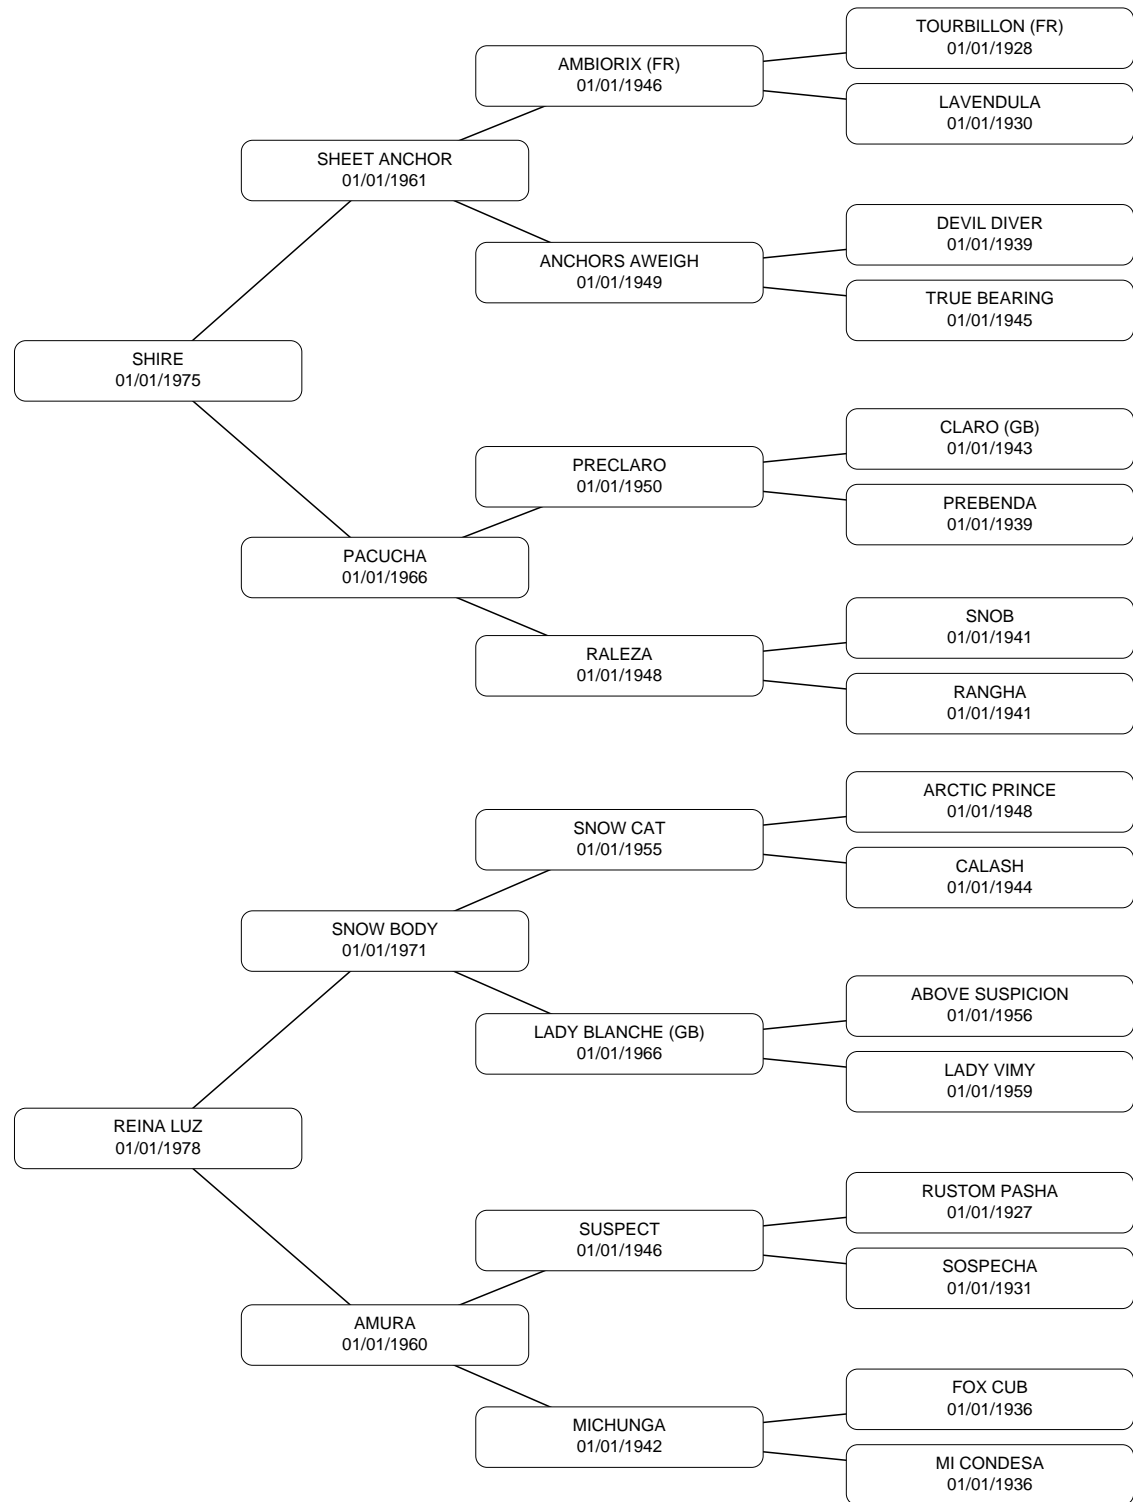 TOURBILLON (FR)
01/01/1928
AMBIORIX (FR)
01/01/1946
LAVENDULA
01/01/1930
SHEET ANCHOR
01/01/1961
DEVIL DIVER
01/01/1939
ANCHORS AWEIGH
01/01/1949
TRUE BEARING
01/01/1945
SHIRE
01/01/1975
CLARO (GB)
01/01/1943
PRECLARO
01/01/1950
PREBENDA
01/01/1939
PACUCHA
01/01/1966
SNOB
01/01/1941
RALEZA
01/01/1948
RANGHA
01/01/1941
ARCTIC PRINCE
01/01/1948
SNOW CAT
01/01/1955
CALASH
01/01/1944
SNOW BODY
01/01/1971
ABOVE SUSPICION
01/01/1956
LADY BLANCHE (GB)
01/01/1966
LADY VIMY
01/01/1959
REINA LUZ
01/01/1978
RUSTOM PASHA
01/01/1927
SUSPECT
01/01/1946
SOSPECHA
01/01/1931
AMURA
01/01/1960
FOX CUB
01/01/1936
MICHUNGA
01/01/1942
MI CONDESA
01/01/1936